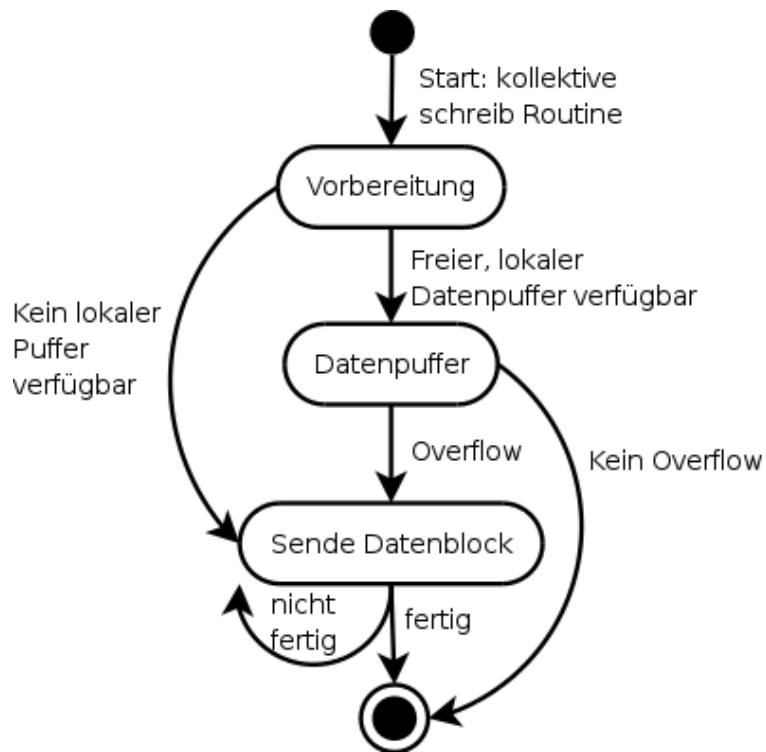 Start: kollektive
schreib Routine
Vorbereitung
Freier, lokaler
Datenpuffer verfügbar
Kein lokaler
Puffer
verfügbar
Datenpuffer
Overflow
Kein Overflow
Sende Datenblock
nicht
fertig
fertig